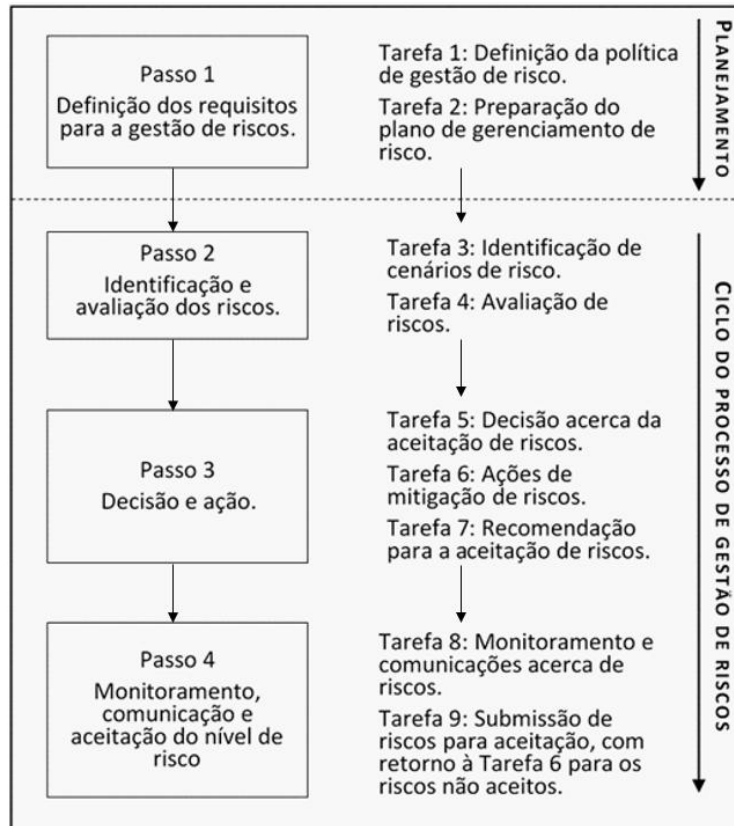 Passo 1
Definição dos requisitos
para a gestão de riscos.
Tarefa 1: Definição da política
de gestão de risco.
Tarefa 2: Preparação do
plano de gerenciamento de
risco.
PLANEJAMENTO
Passo 2
Identificação e
avaliação dos riscos.
Tarefa 3: Identificação de
cenários de risco.
Tarefa 4: Avaliação de
riscos.
Passo 3
Decisão e ação.
Tarefa 5: Decisão acerca da
aceitação de riscos.
Tarefa 6: Ações de
mitigação de riscos.
Tarefa 7: Recomendação
para a aceitação de riscos.
Passo 4
Monitoramento,
comunicação e
aceitação do nível de
risco
Tarefa 8: Monitoramento e
comunicações acerca de
riscos.
Tarefa 9: Submissão de
riscos para aceitação, com
retorno à Tarefa 6 para os
riscos não aceitos.
CICLO DO PROCESSO DE GESTÃO DE RISCOS